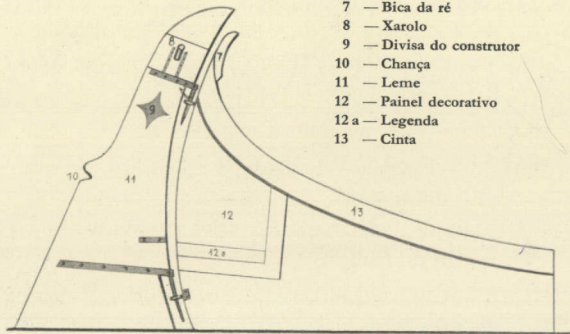 7 — Bica da ré
8 — Xarolo
9 — Divisa do construtor
10 — Chança
11 — Leme
12 — Painel decorativo
12 a — Legenda
13 — Cinta
8
7
9
10
11
12
13
12 a